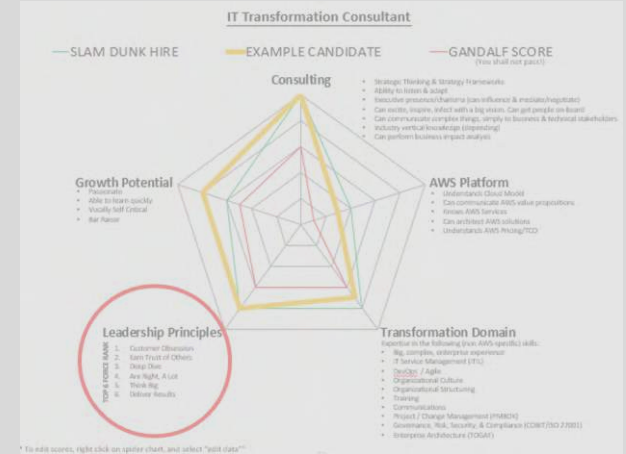 IT Transformation Consultant
SLAM DUNK HIRE
EXAMPLE CANDIDATE
GANDALF SCORE
(You shall not pass!)
Consulting
Strategic Thinking & Strategy Frameworks
Ability to listen & adapt
Executive presence/charisma (can influence & mediate/negotiate)
Can excite, inspire, infect with a big vision. Can get people on-board
Can communicate complex things, simply to business & technical stakeholders
Industry vertical knowledge (depending)
Can perform business impact analysis
Growth Potential
Passionate
Able to learn quickly
Vocally Self Critical
Bar Raiser
AWS Platform
Understands Cloud Model
Can communicate AWS value propositions
Knows AWS Services
Can architect AWS solutions
Understands AWS Pricing/TCO
Leadership Principles
TOP 6 FORCE RANK
1. Customer Obsession
2. Earn Trust of Others
3. Deep Dive
4. Are Right, A Lot
5. Think Big
6. Deliver Results
Transformation Domain
Expertise in the following (non AWS specific) skills:
Big, complex, enterprise experience
IT Service Management (ITIL)
DevOps / Agile
Organizational Culture
Organizational Structuring
Training
Communications
Project / Change Management (PMBOK)
Governance, Risk, Security, & Compliance (COBIT/ISO 27001)
Enterprise Architecture (TOGAF)
* To edit scores, right click on spider chart, and select "edit data"